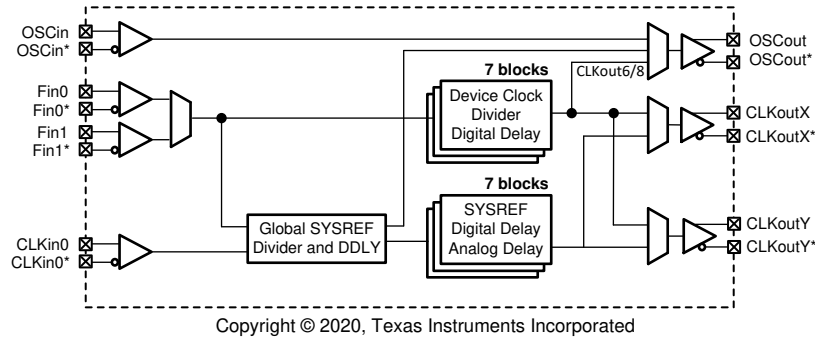 OSCin
OSCin*
Fin0
Fin0*
Fin1
Fin1*
CLKin0
CLKin0*
7 blocks
Device Clock
Divider
Digital Delay
CLKout6/8
7 blocks
SYSREF
Digital Delay
Analog Delay
Global SYSREF
Divider and DDLY
OSCout
OSCout*
CLKoutX
CLKoutX*
CLKoutY
CLKoutY*
Copyright © 2020, Texas Instruments Incorporated